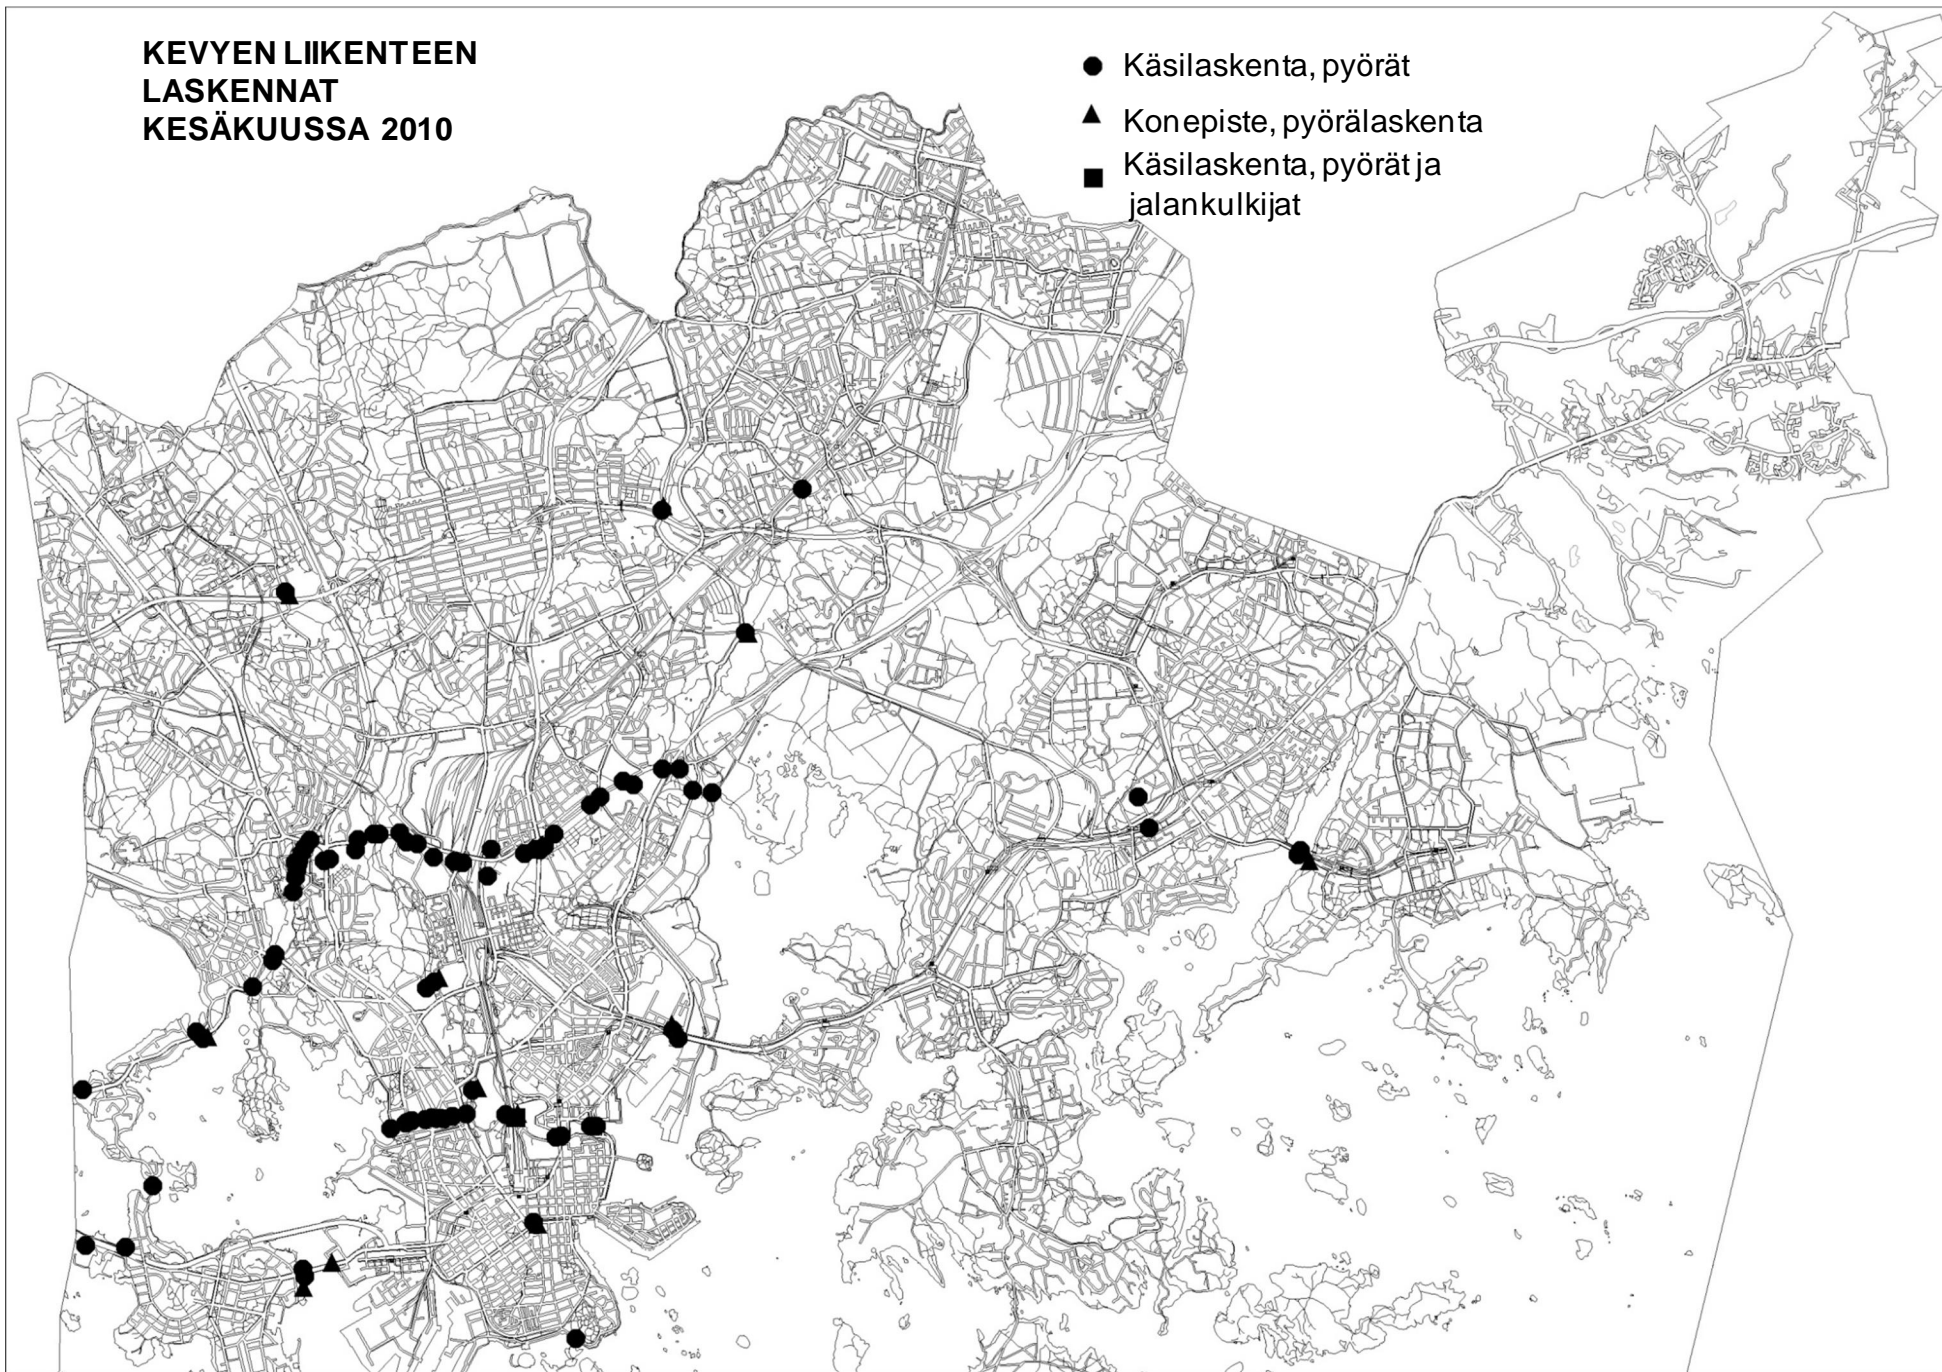 KEVYEN LIIKENTEEN
LASKENNAT
KESÄKUUSSA 2010
Käsilaskenta, pyörät
Konepiste, pyörälaskenta
Käsilaskenta, pyörät ja
jalankulkijat